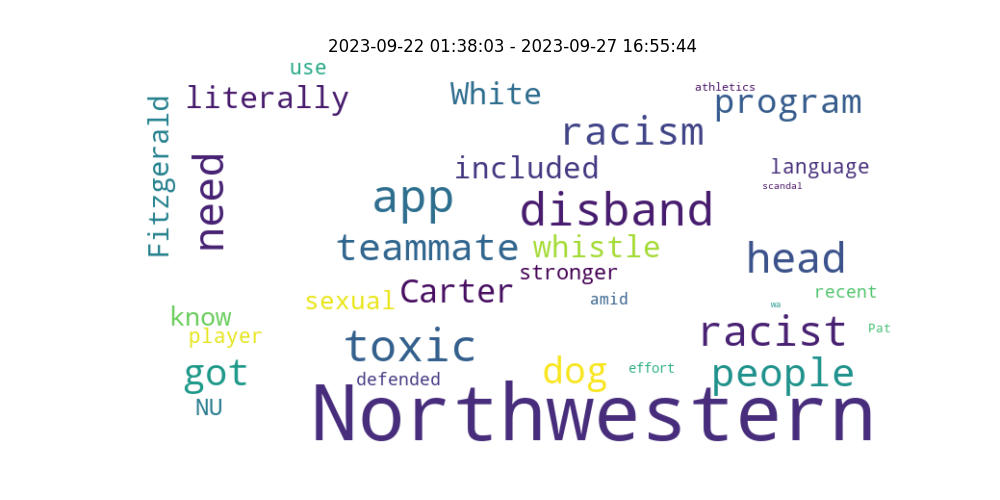 2023-09-22 01:38:03 - 2023-09-27 16:55:44
use
athletics
literally
White
program
Fitzgerald
racism
need
included
language
scandal
app
disband
teammate
whistle
head
stronger
Carter
sexual
amid
recent
wa
know
player
racist
Pat
toxic
got
dog
effort
people
defended
NU
Northwestern